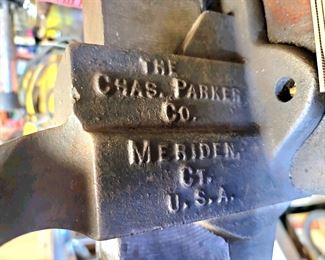 THE
CHAS. PARKER
CO.
MERIDEN,
CT.
U.S.A.